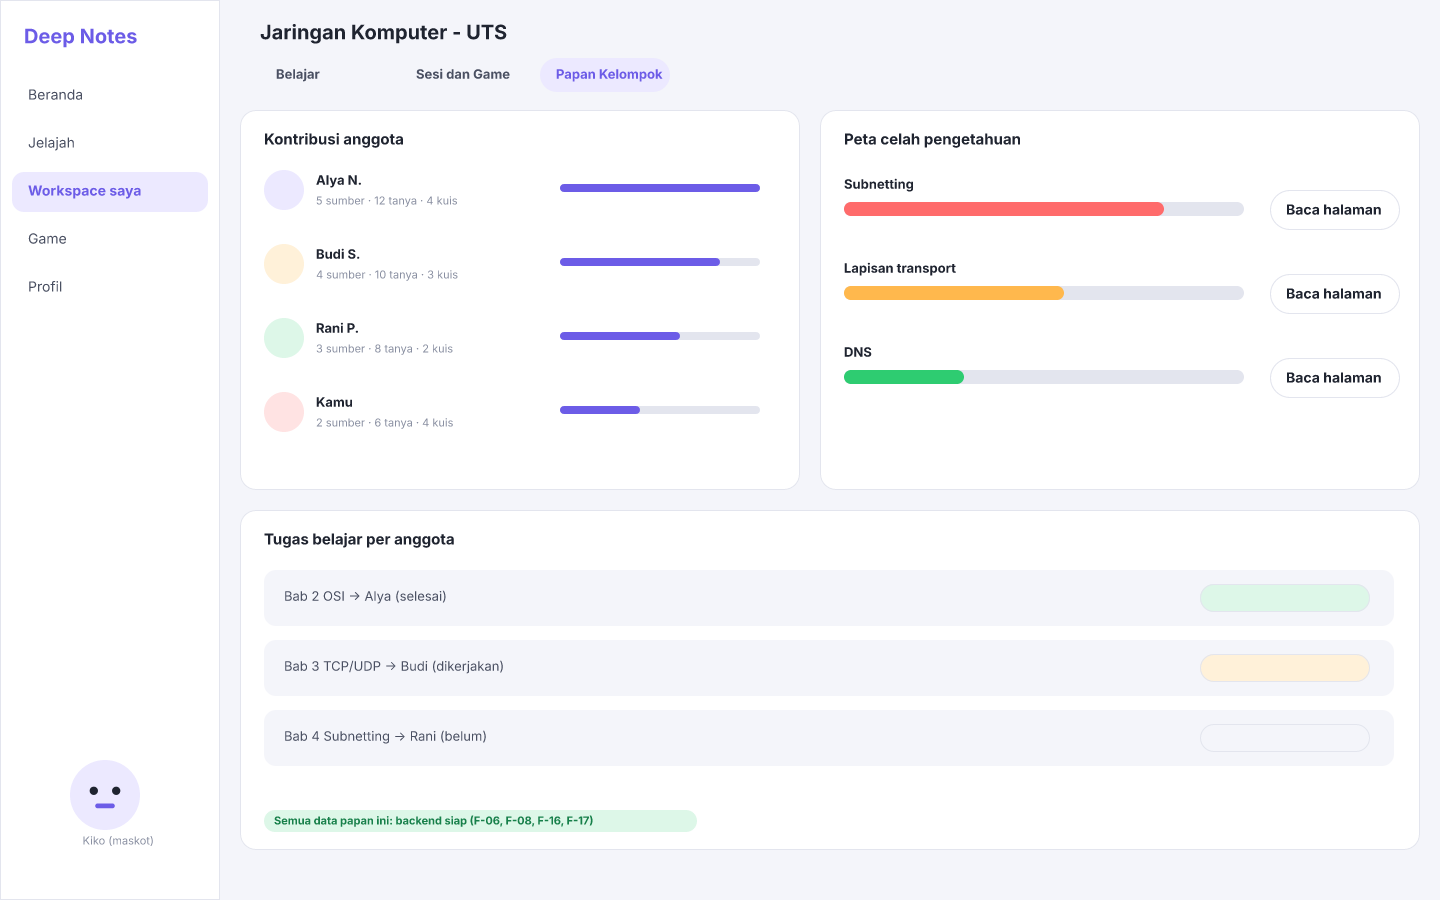 Deep Notes
Beranda
Jelajah
Workspace saya
Game
Profil
Kiko (maskot)
Jaringan Komputer - UTS
Belajar
Sesi dan Game
Papan Kelompok
Kontribusi anggota
Alya N.
5 sumber · 12 tanya · 4 kuis
Budi S.
4 sumber · 10 tanya · 3 kuis
Rani P.
3 sumber · 8 tanya · 2 kuis
Kamu
2 sumber · 6 tanya · 4 kuis
Peta celah pengetahuan
Subnetting
Baca halaman
Lapisan transport
Baca halaman
DNS
Baca halaman
Tugas belajar per anggota
Bab 2 OSI → Alya (selesai)
Bab 3 TCP/UDP → Budi (dikerjakan)
Bab 4 Subnetting → Rani (belum)
Semua data papan ini: backend siap (F-06, F-08, F-16, F-17)